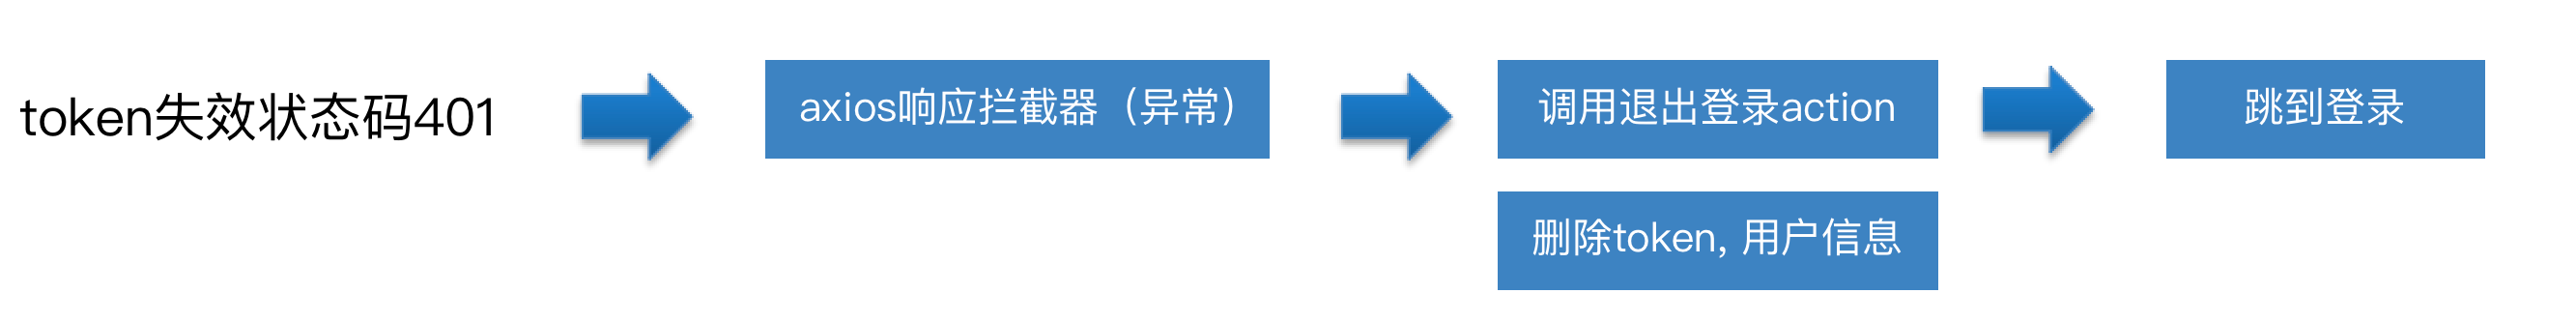 token失效状态码401
axios响应拦截器（异常）
调用退出登录action
删除token, 用户信息
跳到登录